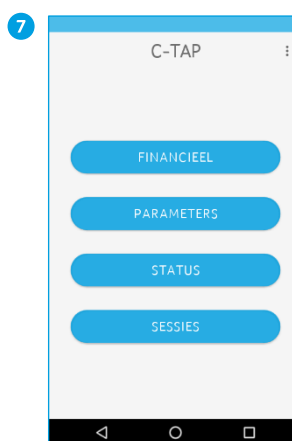 7
C-TAP
FINANCIEEL
PARAMETERS
STATUS
SESSIES